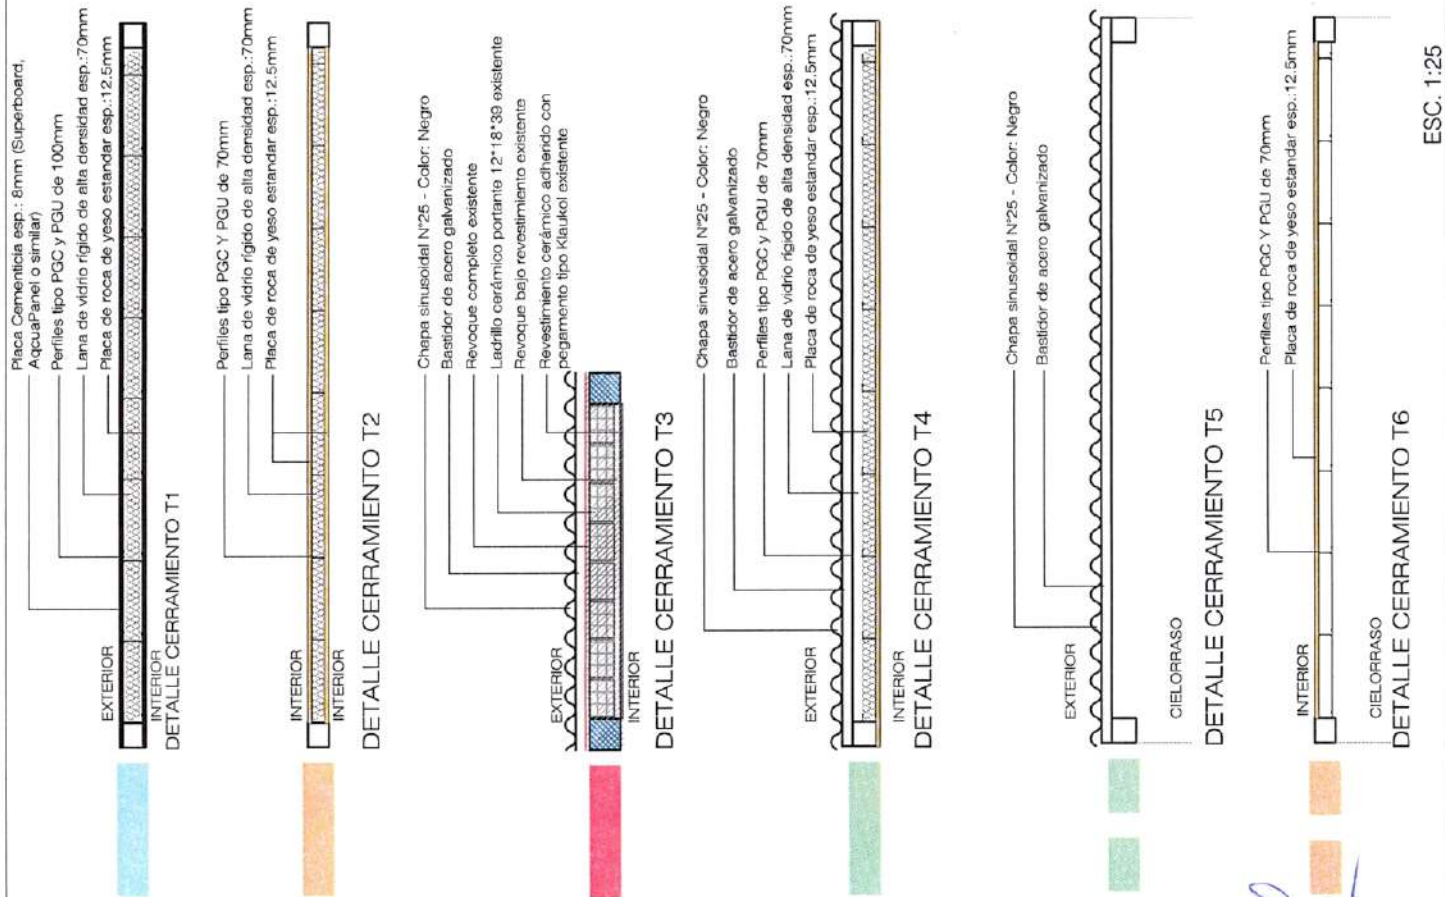 Placa Cementicia esp.: 8mm (Superboard,
AqcuaPanel o similar)
Perfiles tipo PGC y PGU de 100mm
Lana de vidrio rígido de alta densidad esp.:70mm
Placa de roca de yeso estandar esp.:12.5mm
EXTERIOR
INTERIOR
DETALLE CERRAMIENTO T1
Perfiles tipo PGC Y PGU de 70mm
Lana de vidrio rígido de alta densidad esp.:70mm
Placa de roca de yeso estandar esp.:12.5mm
INTERIOR
INTERIOR
DETALLE CERRAMIENTO T2
Chapa sinusoidal N°25 - Color: Negro
Bastidor de acero galvanizado
Revoque completo existente
Ladrillo cerámico portante 12*18*39 existente
Revoque bajo revestimiento existente
Revestimiento cerámico adherido con
pegamento tipo Klaukol existente
EXTERIOR
INTERIOR
DETALLE CERRAMIENTO T3
Chapa sinusoidal N°25 - Color: Negro
Bastidor de acero galvanizado
Perfiles tipo PGC y PGU de 70mm
Lana de vidrio rígido de alta densidad esp.:70mm
Placa de roca de yeso estandar esp.:12.5mm
EXTERIOR
INTERIOR
DETALLE CERRAMIENTO T4
Chapa sinusoidal N°25 - Color: Negro
Bastidor de acero galvanizado
EXTERIOR
CIELORRASO
DETALLE CERRAMIENTO T5
Perfiles tipo PGC Y PGU de 70mm
Placa de roca de yeso estandar esp.:12.5mm
INTERIOR
CIELORRASO
DETALLE CERRAMIENTO T6
ESC. 1:25